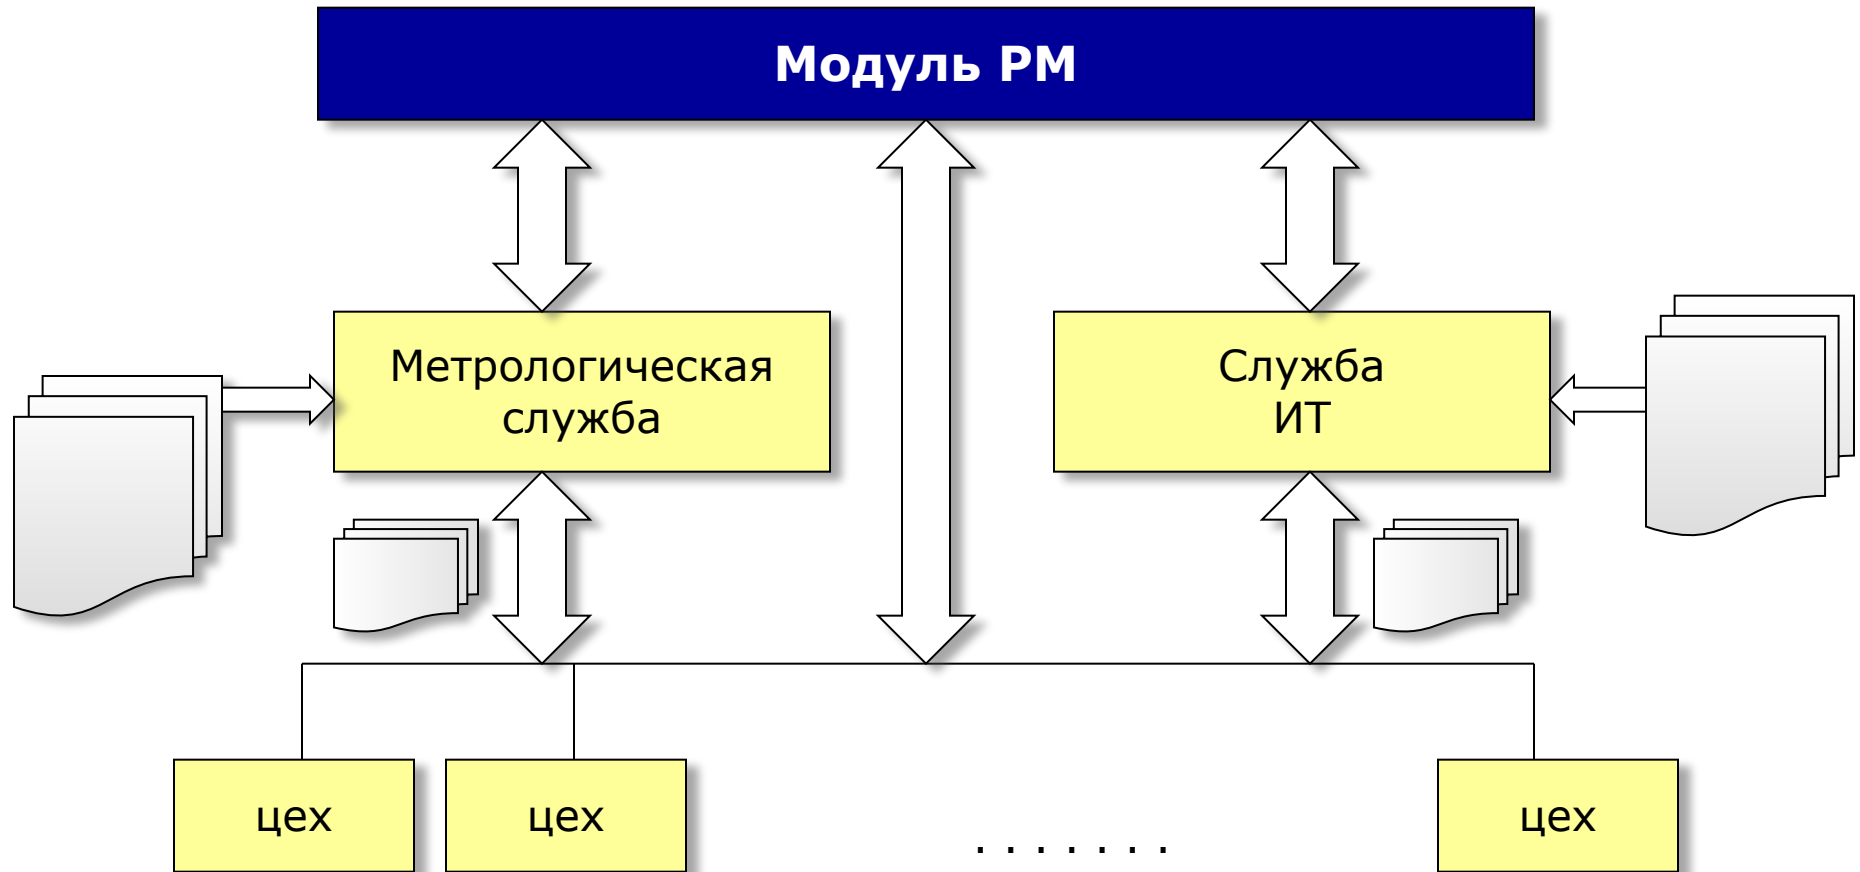 Модуль РМ
Метрологическая
служба
Служба
ИТ
цех
цех
. . . . . . .
цех